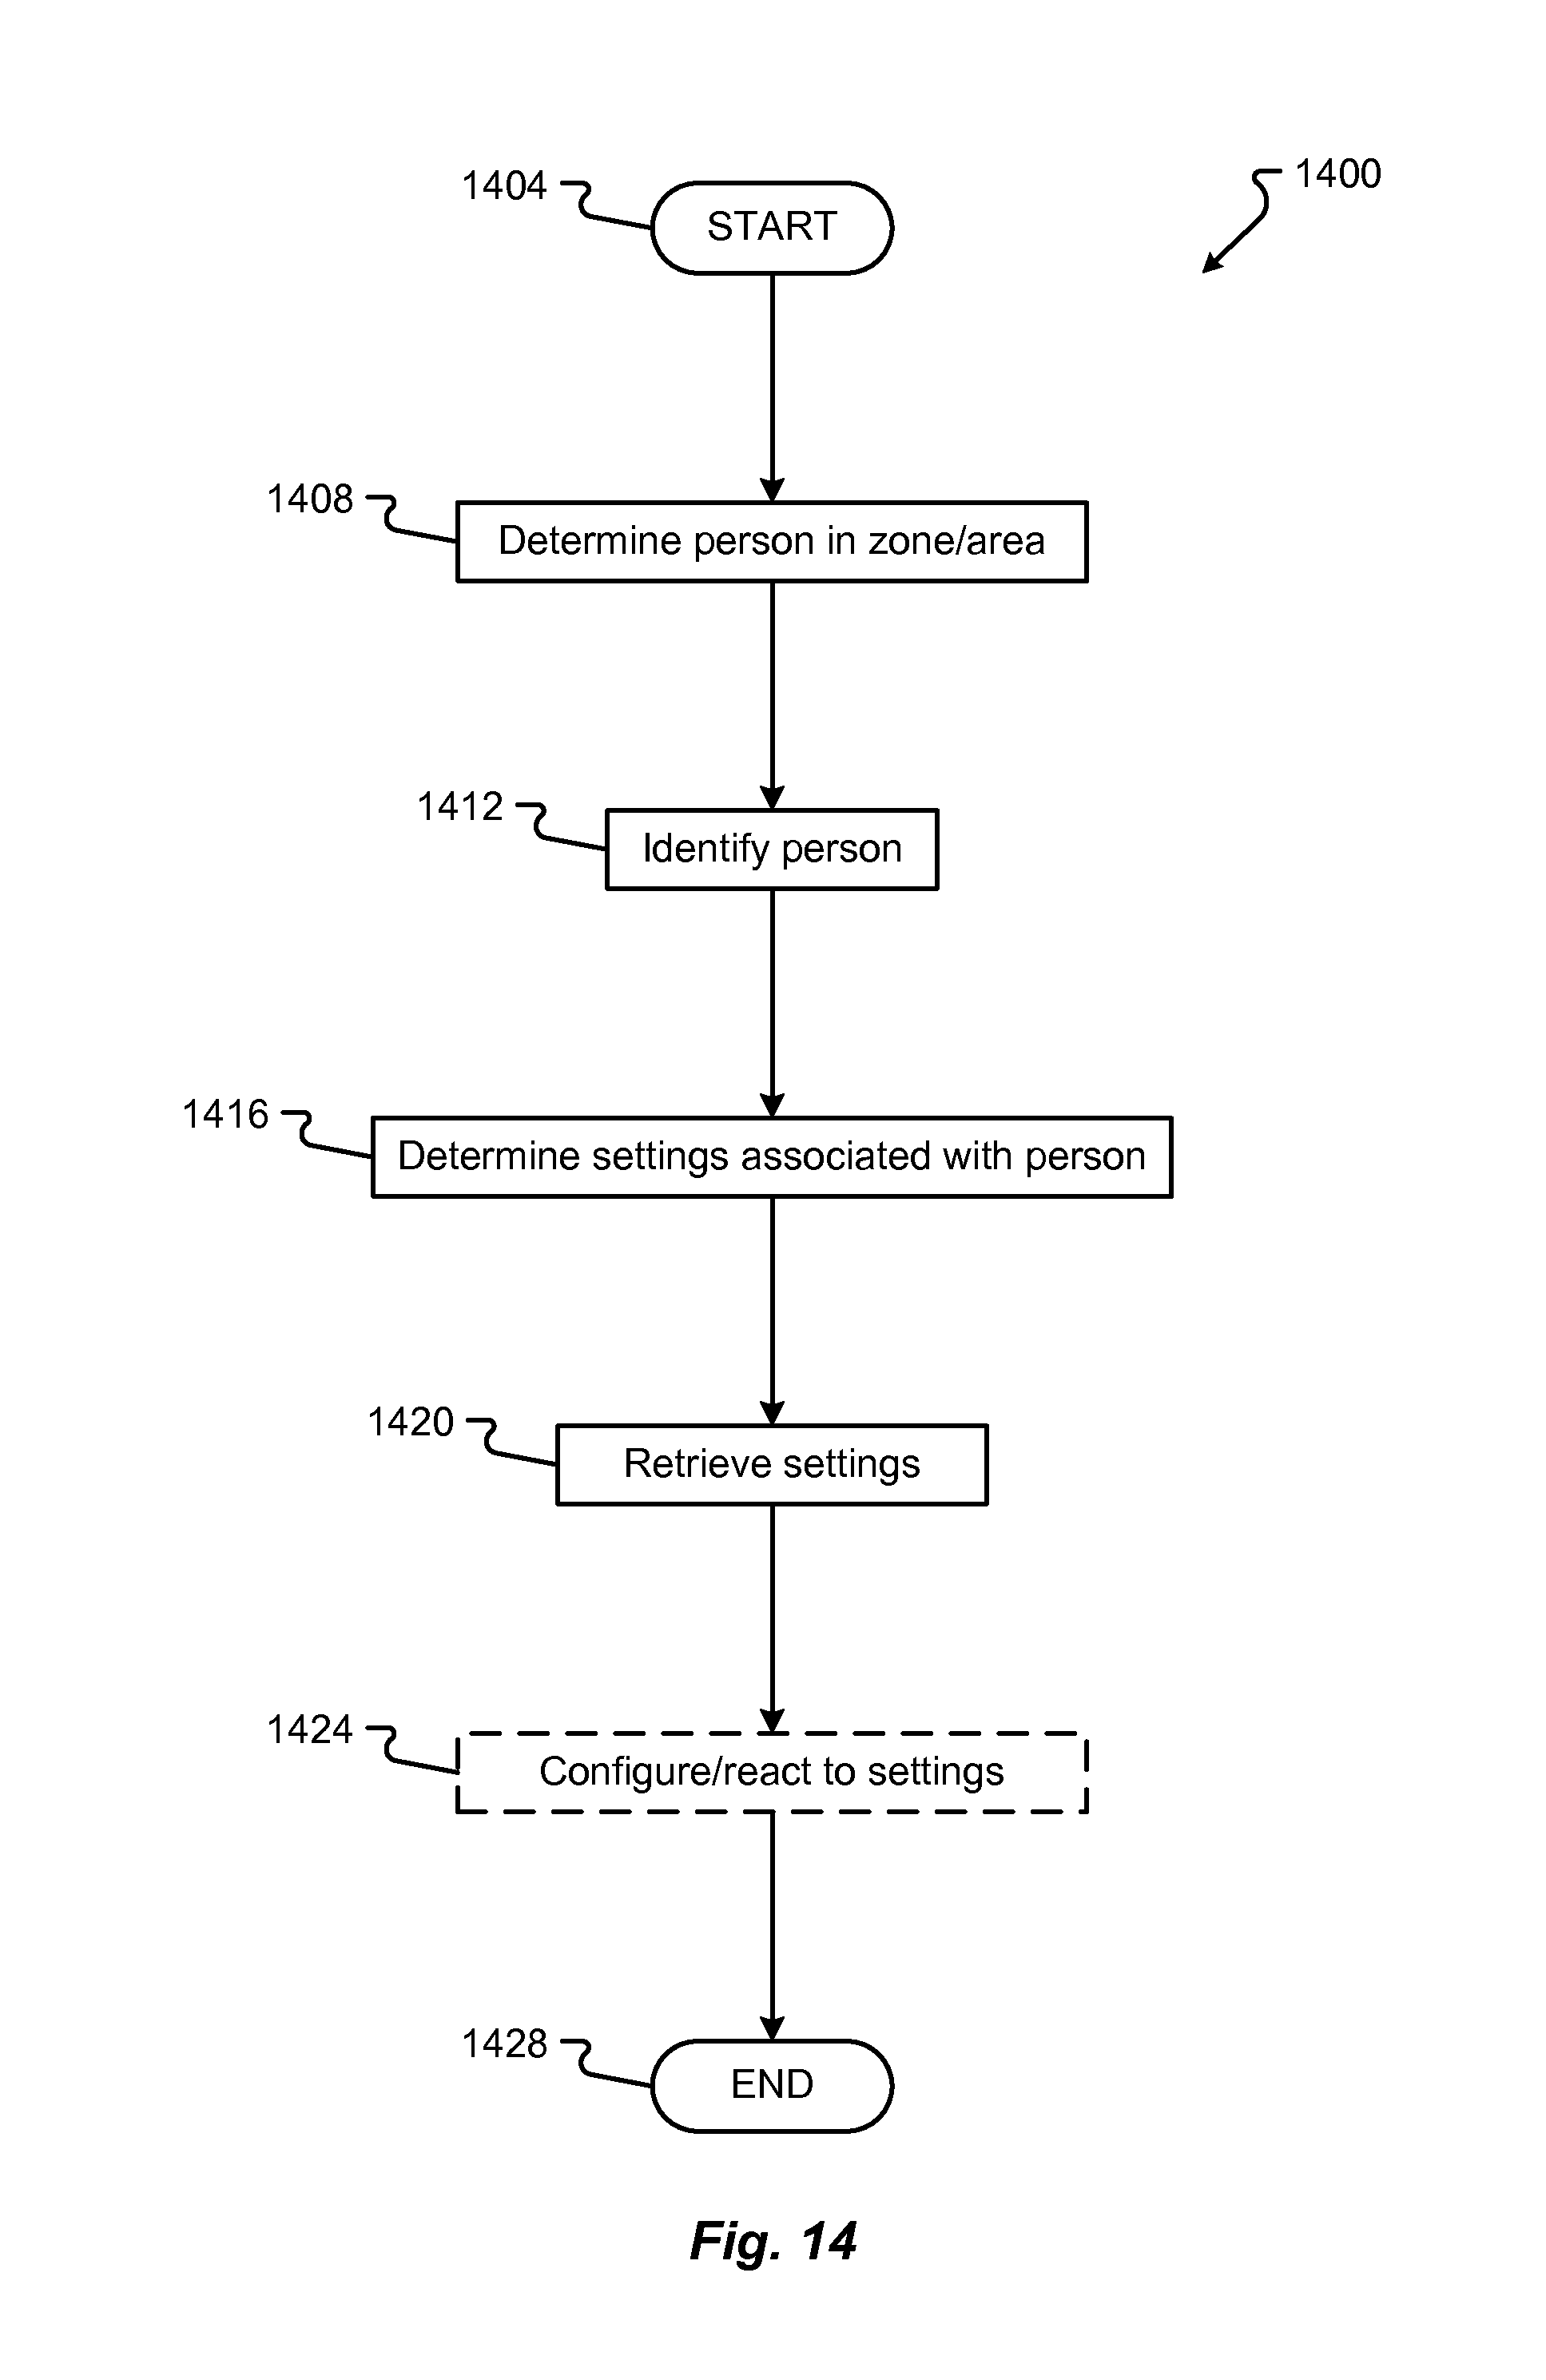 1400
1404
START
1408
Determine person in zone/area
1412
Identify person
1416
Determine settings associated with person
1420
Retrieve settings
1424
Configure/react to settings
1428
END
Fig. 14